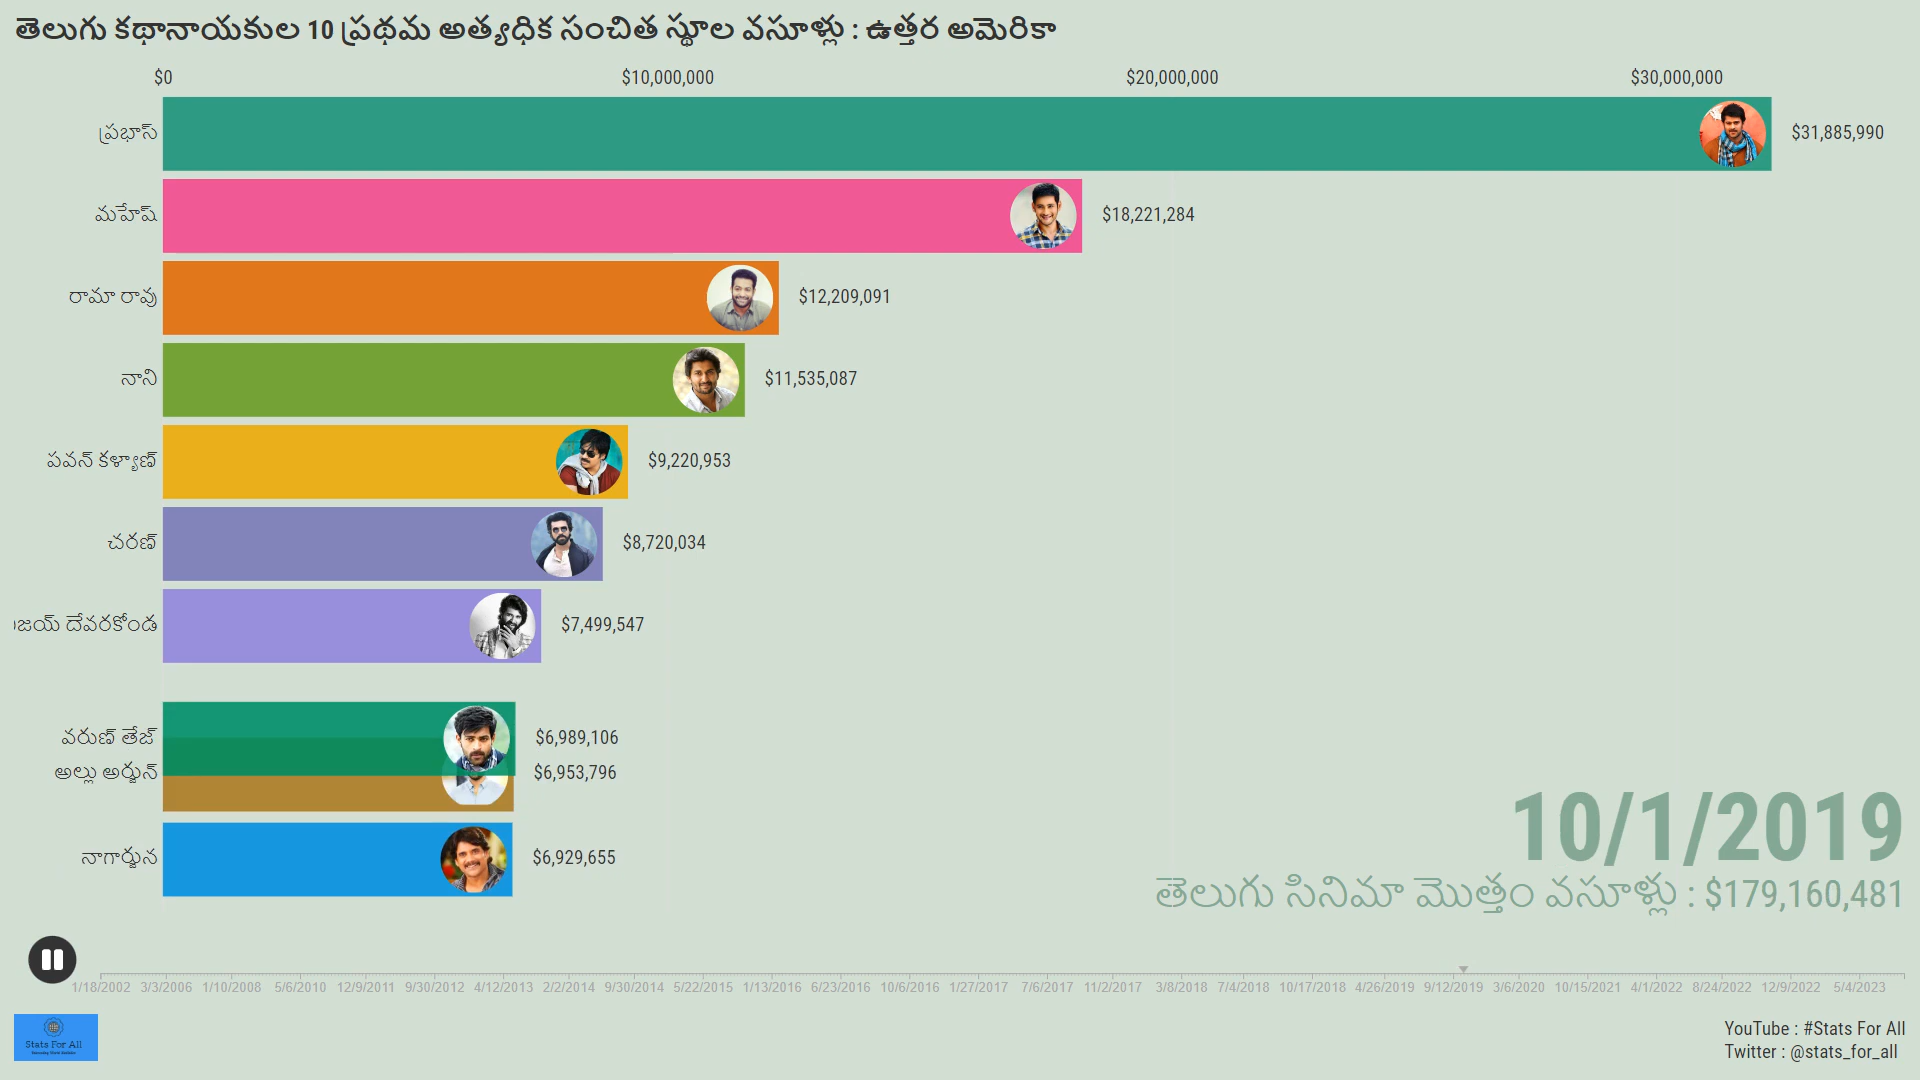 తెలుగు కథానాయకుల 10 ప్రథమ అత్యధిక సంచిత స్థూల వసూళ్లు : ఉత్తర అమెరికా
$0 $10,000,000 $20,000,000 $30,000,000
ప్రభాస్ $31,885,990
మహేష్ $18,221,284
రామా రావు $12,209,091
నాని $11,535,087
పవన్ కళ్యాణ్ $9,220,953
చరణ్ $8,720,034
జయ్ దేవరకోండ $7,499,547
వరుణ్ తేజ్ $6,989,106
అల్లు అర్జున్ $6,953,796
నాగార్జున $6,929,655
10/1/2019
తెలుగు సినిమా మొత్తం వసూళ్లు : $179,160,481
1/18/2002 3/3/2006 1/10/2008 5/6/2010 12/9/2011 9/30/2012 4/12/2013 2/2/2014 9/30/2014 5/22/2015 1/13/2016 6/23/2016 10/6/2016 1/27/2017 7/6/2017 11/2/2017 3/8/2018 7/4/2018 10/17/2018 4/26/2019 9/12/2019 3/6/2020 10/15/2021 4/1/2022 8/24/2022 12/9/2022 5/4/2023
Stats For All
YouTube : #Stats For All
Twitter : @stats_for_all